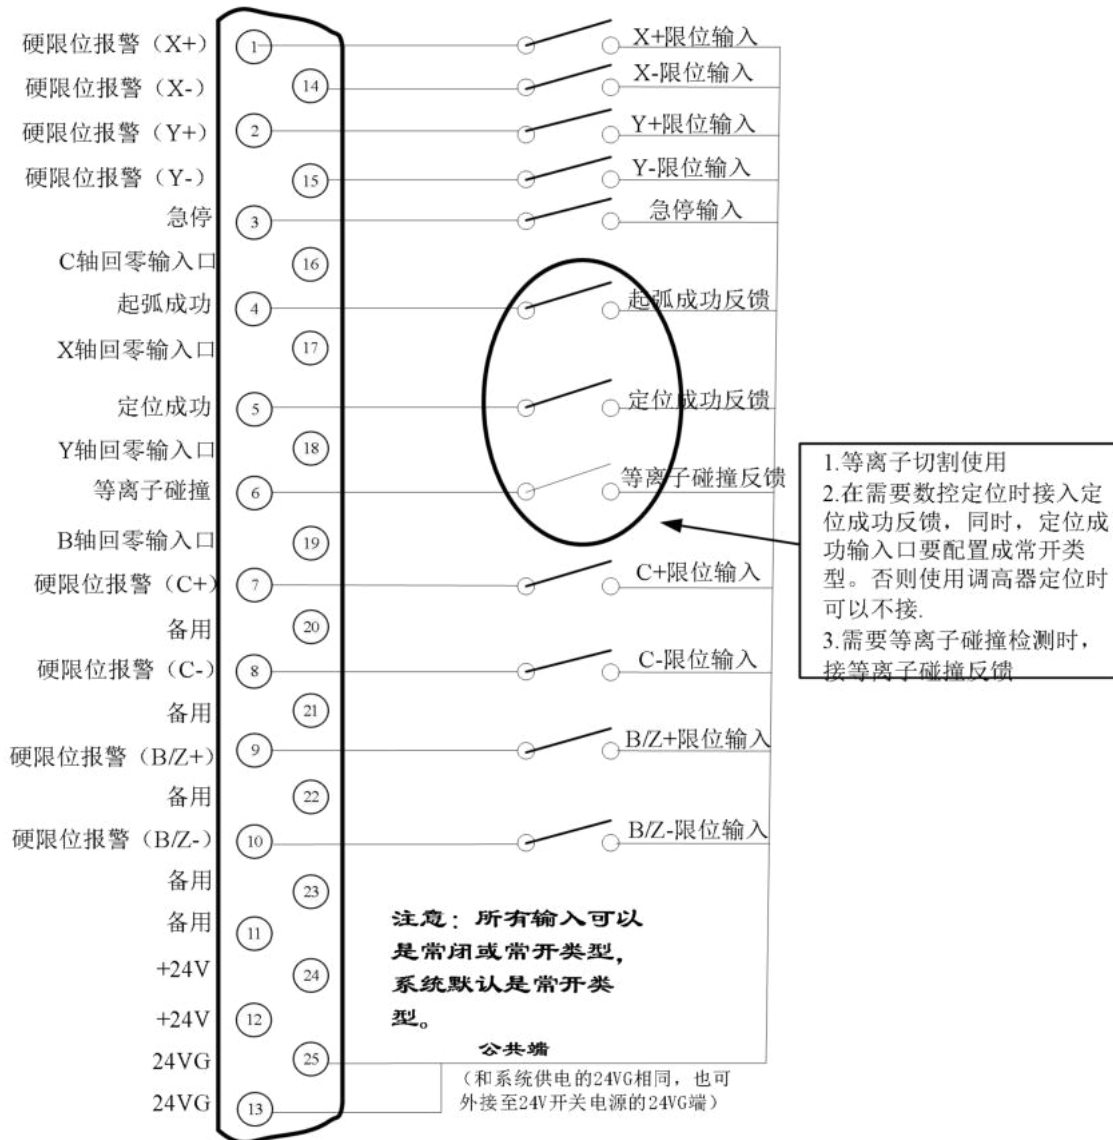 硬限位报警（X+） 1 X+限位输入
硬限位报警（X-） 14 X-限位输入
硬限位报警（Y+） 2 Y+限位输入
硬限位报警（Y-） 15 Y-限位输入
急停 3 急停输入
C轴回零输入口 16
起弧成功 4 起弧成功反馈
X轴回零输入口 17
定位成功 5 定位成功反馈
Y轴回零输入口 18
等离子碰撞 6 等离子碰撞反馈
B轴回零输入口 19
硬限位报警（C+） 7 C+限位输入
备用 20
硬限位报警（C-） 8 C-限位输入
备用 21
硬限位报警（B/Z+） 9 B/Z+限位输入
备用 22
硬限位报警（B/Z-） 10 B/Z-限位输入
备用 23
备用 11
+24V 24
+24V 12
24VG 25
24VG 13
1.等离子切割使用
2.在需要数控定位时接入定
位成功反馈，同时，定位成
功输入口要配置成常开类
型。否则使用调高器定位时
可以不接.
3.需要等离子碰撞检测时，
接等离子碰撞反馈
注意：所有输入可以
是常闭或常开类型，
系统默认是常开类
型。
公共端
（和系统供电的24VG相同，也可
外接至24V开关电源的24VG端）